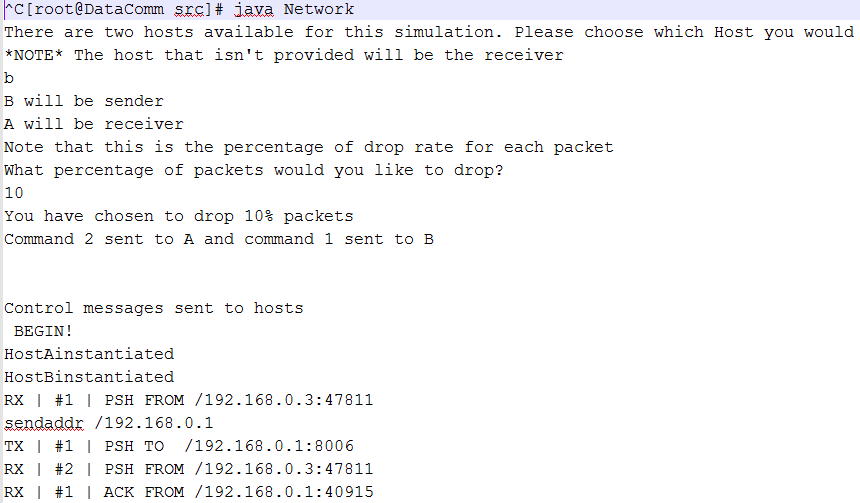 ^C[root@DataComm src]# java Network
There are two hosts available for this simulation. Please choose which Host you would
*NOTE* The host that isn't provided will be the receiver
b
B will be sender
A will be receiver
Note that this is the percentage of drop rate for each packet
What percentage of packets would you like to drop?
10
You have chosen to drop 10% packets
Command 2 sent to A and command 1 sent to B
Control messages sent to hosts
BEGIN!
HostAinstantiated
HostBinstantiated
RX | #1 | PSH FROM /192.168.0.3:47811
sendaddr /192.168.0.1
TX | #1 | PSH TO  /192.168.0.1:8006
RX | #2 | PSH FROM /192.168.0.3:47811
RX | #1 | ACK FROM /192.168.0.1:40915